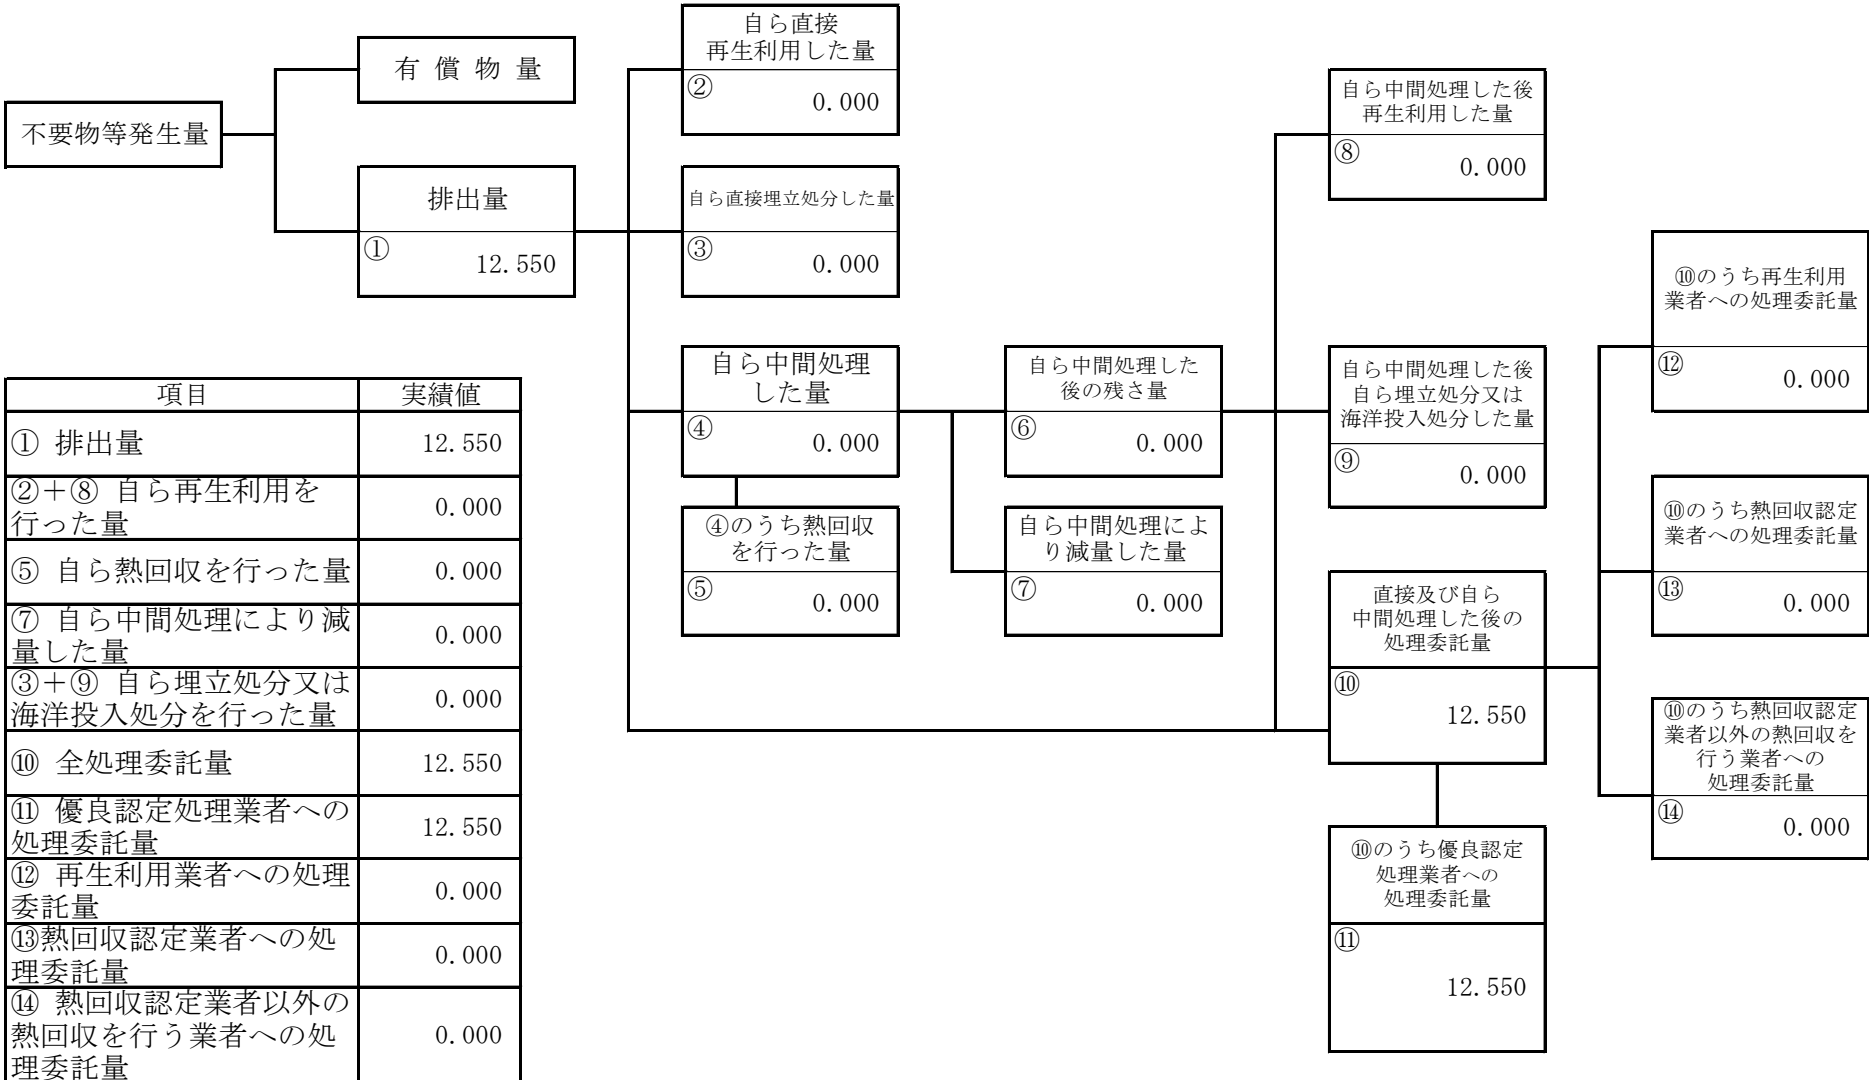 不要物等発生量
有 償 物 量
排出量
①
12.550
自ら直接
再生利用した量
②
0.000
自ら直接埋立処分した量
③
0.000
自ら中間処理
した量
④
0.000
④のうち熱回収
を行った量
⑤
0.000
自ら中間処理した
後の残さ量
⑥
0.000
自ら中間処理によ
り減量した量
⑦
0.000
自ら中間処理した後
再生利用した量
⑧
0.000
自ら中間処理した後
自ら埋立処分又は
海洋投入処分した量
⑨
0.000
直接及び自ら
中間処理した後の
処理委託量
⑩
12.550
⑩のうち優良認定
処理業者への
処理委託量
⑪
12.550
⑩のうち再生利用
業者への処理委託量
⑫
0.000
⑩のうち熱回収認定
業者への処理委託量
⑬
0.000
⑩のうち熱回収認定
業者以外の熱回収を
行う業者への
処理委託量
⑭
0.000
項目 実績値
① 排出量 12.550
②＋⑧ 自ら再生利用を
行った量 0.000
⑤ 自ら熱回収を行った量 0.000
⑦ 自ら中間処理により減
量した量 0.000
③＋⑨ 自ら埋立処分又は
海洋投入処分を行った量 0.000
⑩ 全処理委託量 12.550
⑪ 優良認定処理業者への
処理委託量 12.550
⑫ 再生利用業者への処理
委託量 0.000
⑬熱回収認定業者への処
理委託量 0.000
⑭ 熱回収認定業者以外の
熱回収を行う業者への処
理委託量 0.000